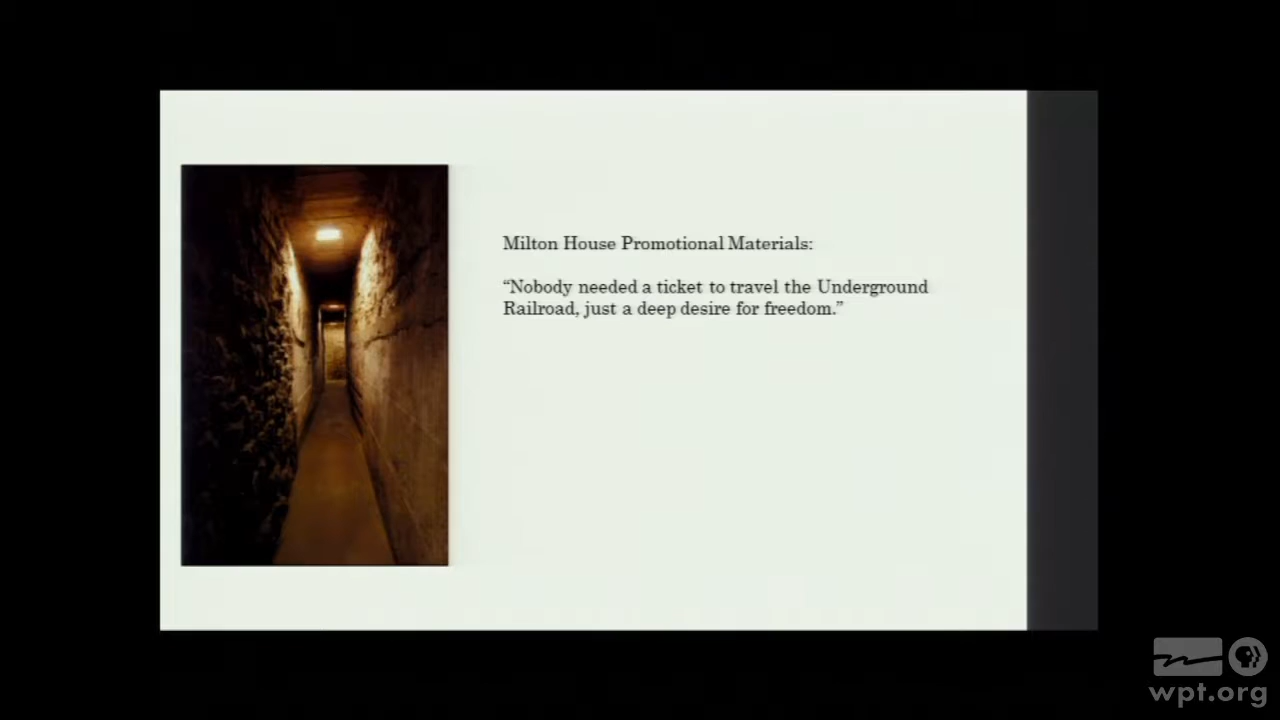 Milton House Promotional Materials:
“Nobody needed a ticket to travel the Underground
Railroad, just a deep desire for freedom.”
wpt.org